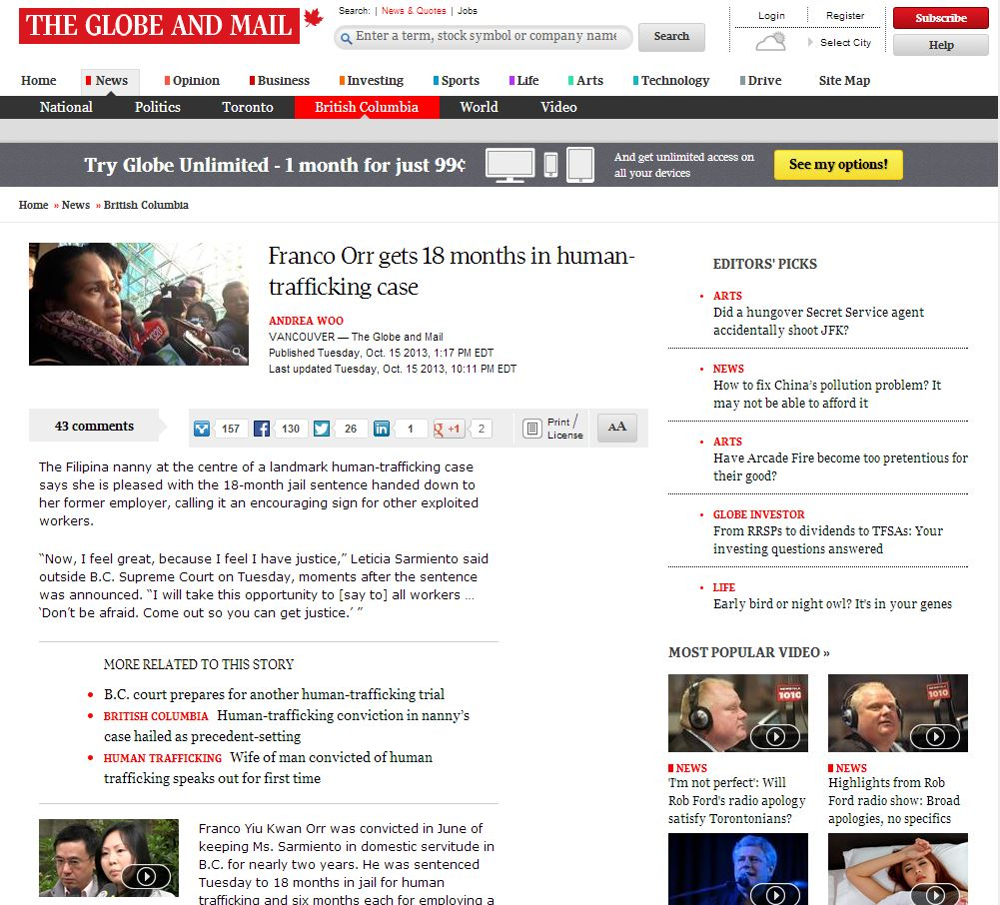 THE GLOBE AND MAIL
Search: | News & Quotes | Jobs
Enter a term, stock symbol or company name
Search
Login
Register
Select City
Subscribe
Help
Home
News
Opinion
Business
Investing
Sports
Life
Arts
Technology
Drive
Site Map
National
Politics
Toronto
British Columbia
World
Video
Try Globe Unlimited - 1 month for just 99¢
And get unlimited access on
all your devices
See my options!
Home » News » British Columbia
Franco Orr gets 18 months in human-
trafficking case
ANDREA WOO
VANCOUVER — The Globe and Mail
Published Tuesday, Oct. 15 2013, 1:17 PM EDT
Last updated Tuesday, Oct. 15 2013, 10:11 PM EDT
43 comments
157
130
26
1
g +1
2
Print /
License
AA
The Filipina nanny at the centre of a landmark human-trafficking case
says she is pleased with the 18-month jail sentence handed down to
her former employer, calling it an encouraging sign for other exploited
workers.
“Now, I feel great, because I feel I have justice,” Leticia Sarmiento said
outside B.C. Supreme Court on Tuesday, moments after the sentence
was announced. “I will take this opportunity to [say to] all workers …
‘Don’t be afraid. Come out so you can get justice.’ ”
MORE RELATED TO THIS STORY
• B.C. court prepares for another human-trafficking trial
• BRITISH COLUMBIA Human-trafficking conviction in nanny’s
case hailed as precedent-setting
• HUMAN TRAFFICKING Wife of man convicted of human
trafficking speaks out for first time
Franco Yiu Kwan Orr was convicted in June of
keeping Ms. Sarmiento in domestic servitude in
B.C. for nearly two years. He was sentenced
Tuesday to 18 months in jail for human
trafficking and six months each for employing a
EDITORS' PICKS
• ARTS
Did a hungover Secret Service agent
accidentally shoot JFK?
• NEWS
How to fix China’s pollution problem? It
may not be able to afford it
• ARTS
Have Arcade Fire become too pretentious for
their good?
• GLOBE INVESTOR
From RRSPs to dividends to TFSAs: Your
investing questions answered
• LIFE
Early bird or night owl? It's in your genes
MOST POPULAR VIDEO »
1010
1010
NEWS
'I'm not perfect': Will
Rob Ford's radio apology
satisfy Torontonians?
NEWS
Highlights from Rob
Ford radio show: Broad
apologies, no specifics